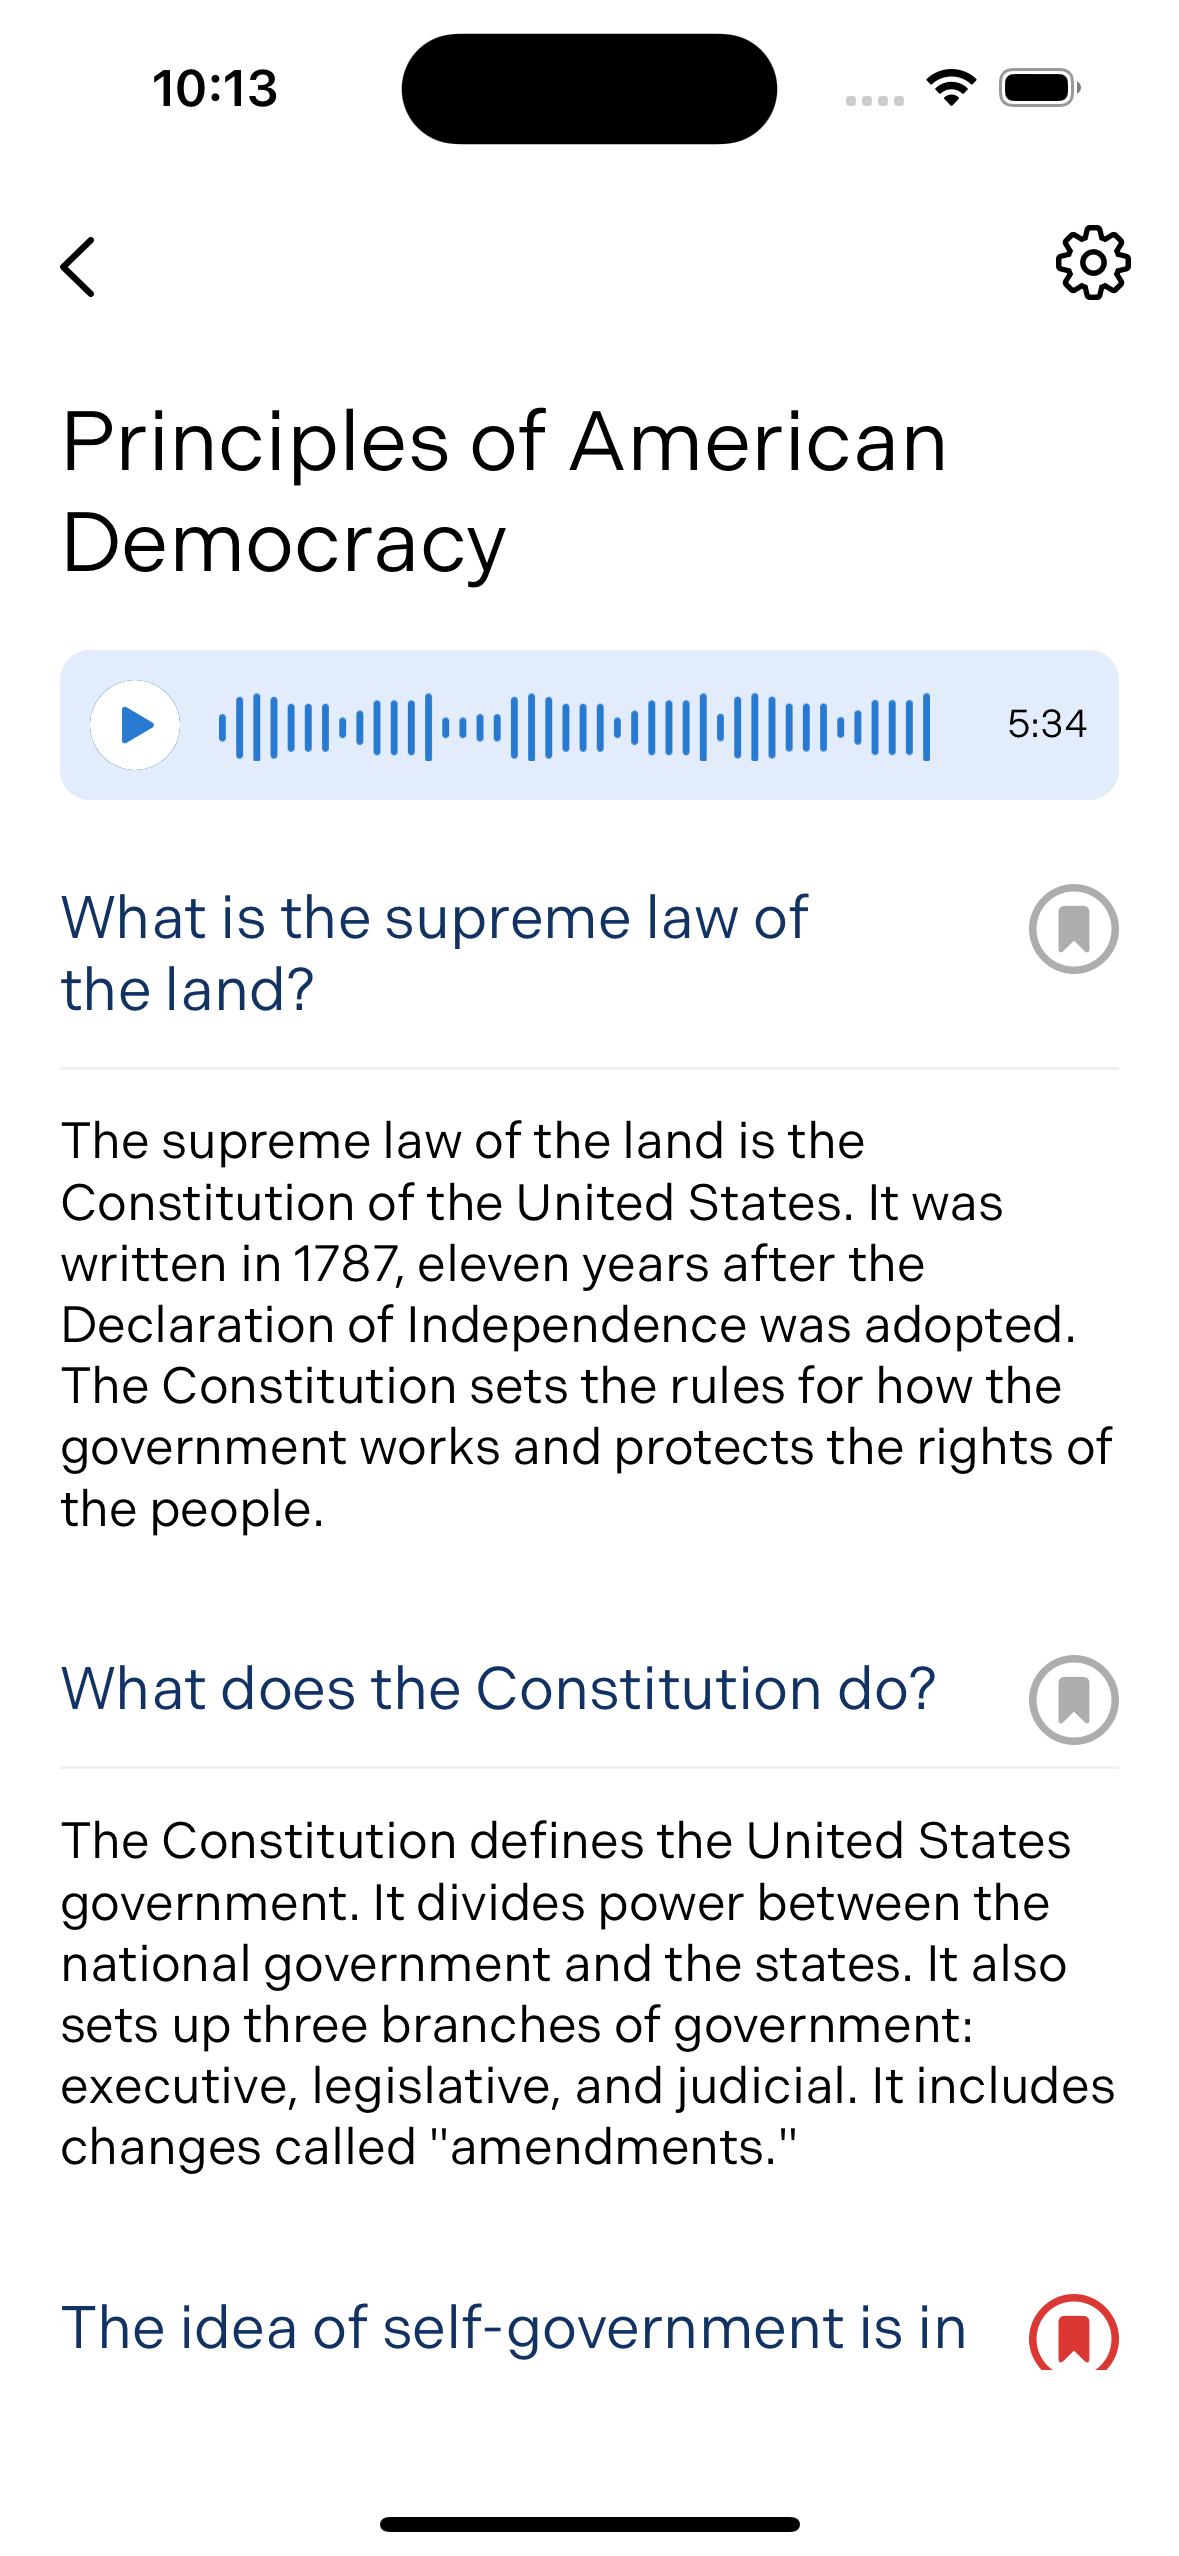 10:13
Principles of American
Democracy
5:34
What is the supreme law of
the land?
The supreme law of the land is the
Constitution of the United States. It was
written in 1787, eleven years after the
Declaration of Independence was adopted.
The Constitution sets the rules for how the
government works and protects the rights of
the people.
What does the Constitution do?
The Constitution defines the United States
government. It divides power between the
national government and the states. It also
sets up three branches of government:
executive, legislative, and judicial. It includes
changes called "amendments."
The idea of self-government is in